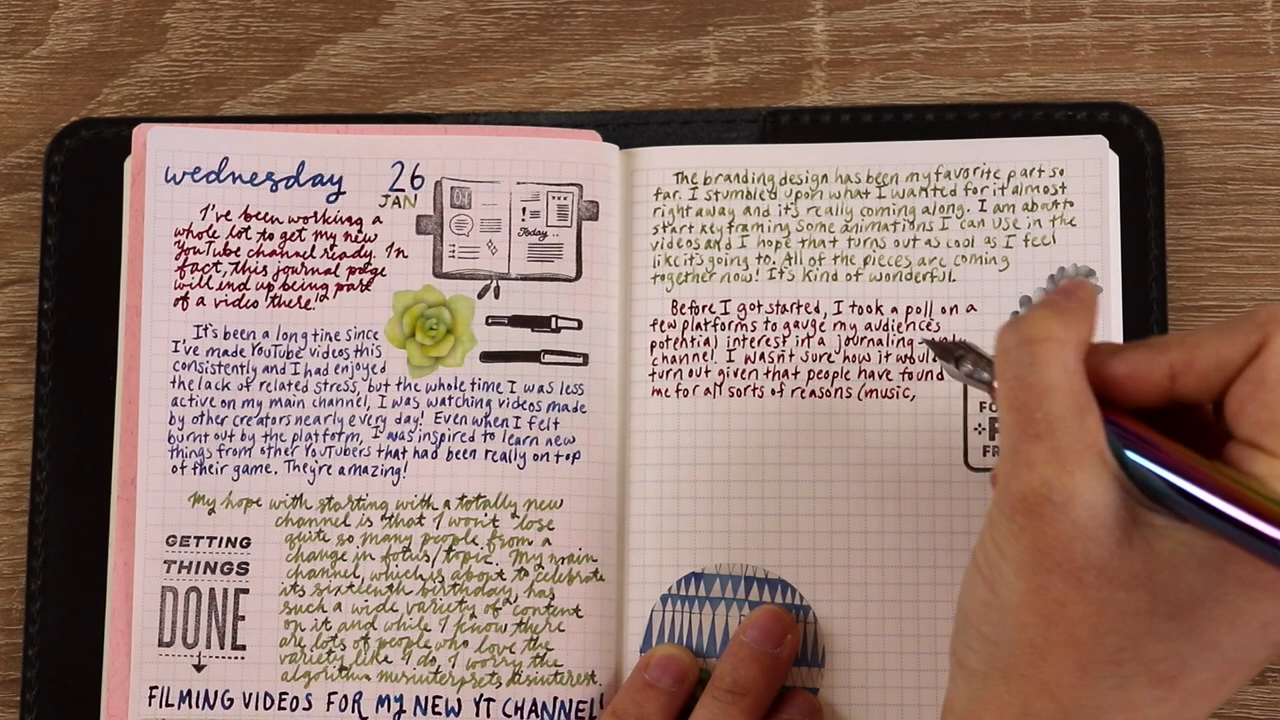 wednesday
26
JAN
I've been working a
whole lot to get my new
YouTube channel ready. In
fact, this journal page
will end up being part
of a video there!
01
Today..
It's been a long time since
I've made YouTube videos this
consistently and I had enjoyed
the lack of related stress, but the whole time I was less
active on my main channel, I was watching videos made
by other creators nearly every day! Even when I felt
burnt out by the platform, I was inspired to learn new
things from other YouTubers that had been really on top
of their game. They're amazing!
My hope with starting with a totally new
channel is that I won't lose
quite so many people from a
change in focus/topic. My main
channel, which is about to celebrate
its sixteenth birthday, has
such a wide variety of content
on it and while I know there
are lots of people who love the
variety like I do, I worry the
algorithm misinterprets disinterest.
GETTING
THINGS
DONE
FILMING VIDEOS FOR MY NEW YT CHANNEL!
The branding design has been my favorite part so
far. I stumbled upon what I wanted for it almost
right away and it's really coming along. I am about to
start keyframing some animations I can use in the
videos and I hope that turns out as cool as I feel
like it's going to. All of the pieces are coming
together now! It's kind of wonderful.
Before I got started, I took a poll on a
few platforms to gauge my audience's
potential interest in a journaling-only
channel. I wasn't sure how it would
turn out given that people have found
me for all sorts of reasons (music,
FO
FR